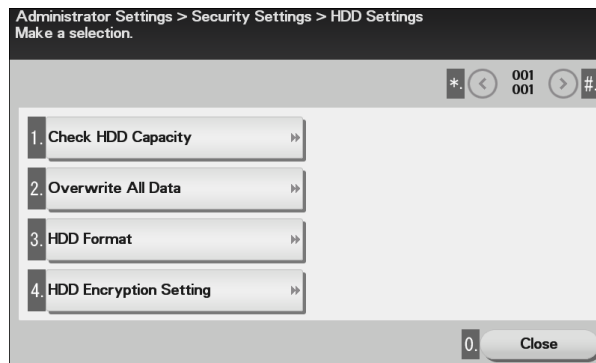 Administrator Settings > Security Settings > HDD Settings
Make a selection.
*. 001 #.
001
1. Check HDD Capacity
2. Overwrite All Data
3. HDD Format
4. HDD Encryption Setting
0. Close